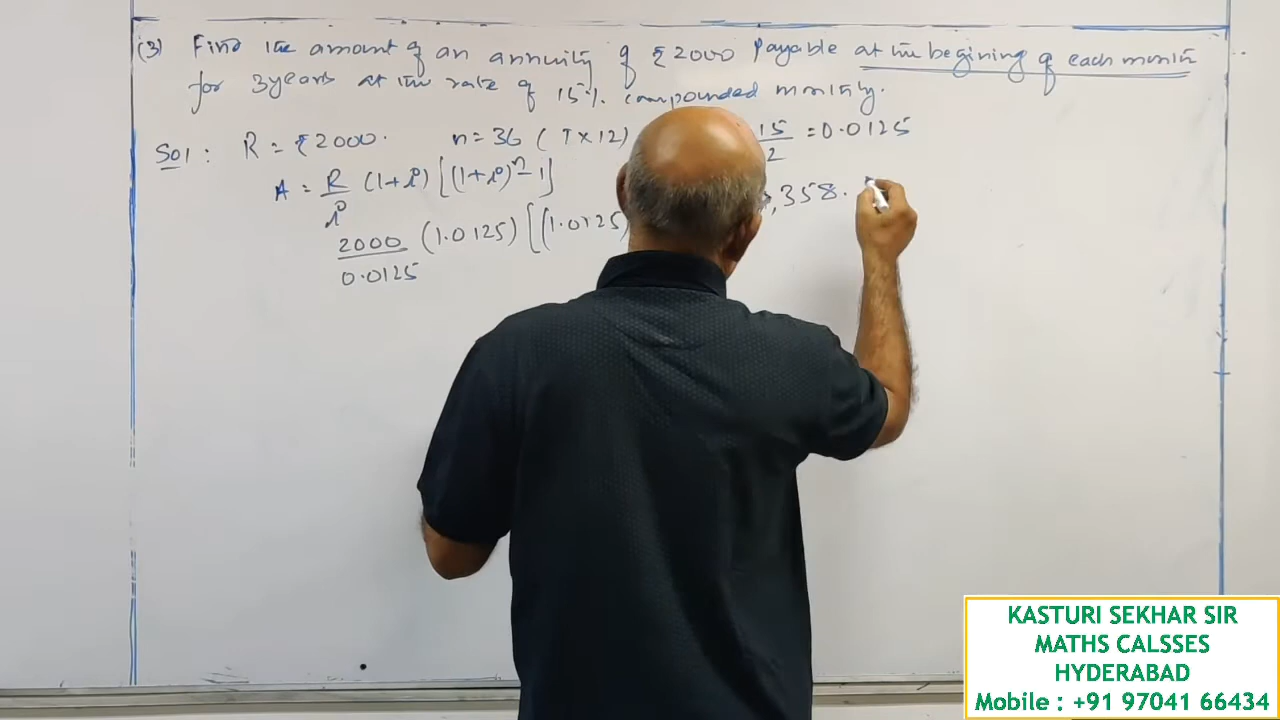 (3) Find the amount of an annuity of ₹2000 Payable at the begining of each month
for 3years at the rate of 15%. compounded monthly.
Sol: R = ₹2000. n = 36 ( 3×12) 15/2 = 0.0125
A = R/i (1+i) [(1+i)^n - 1]
2000/0.0125 (1.0125) [(1.0125) ,358.
KASTURI SEKHAR SIR
MATHS CALSSES
HYDERABAD
Mobile : +91 97041 66434